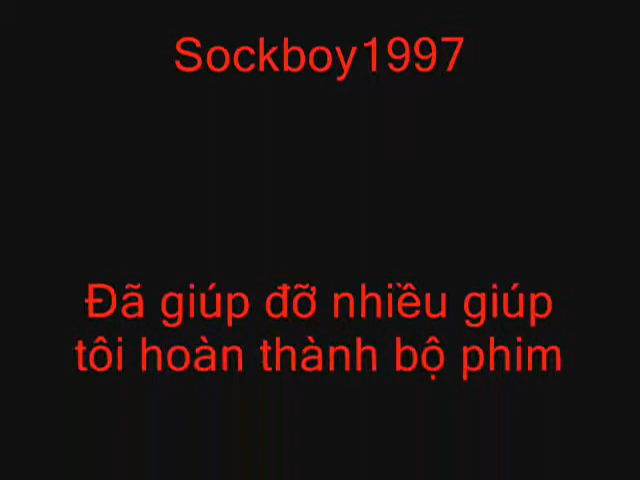 Sockboy1997
Đã giúp đỡ nhiều giúp
tôi hoàn thành bộ phim